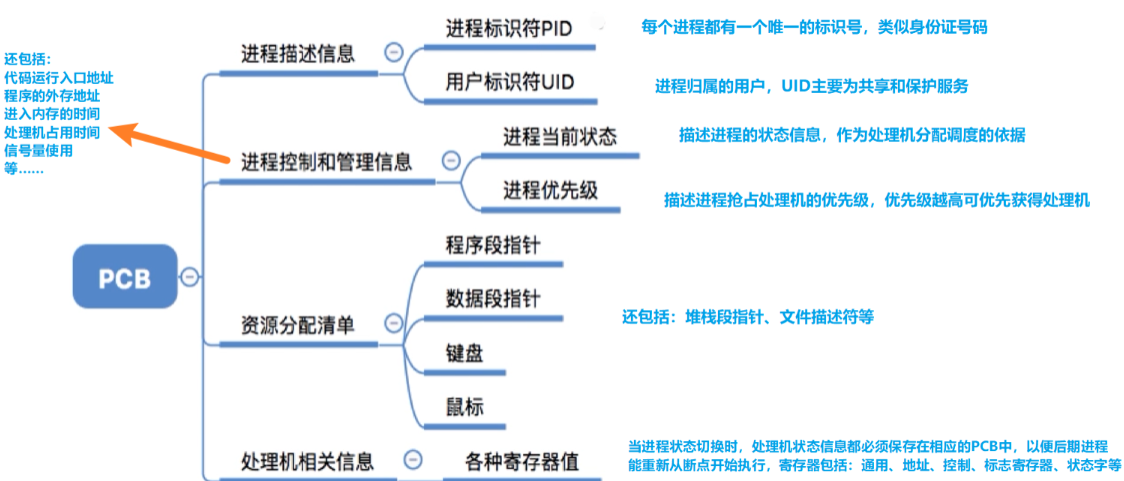 进程标识符PID
每个进程都有一个唯一的标识号，类似身份证号码
进程描述信息
还包括：
代码运行入口地址
程序的外存地址
进入内存的时间
处理机占用时间
信号量使用
等......
用户标识符UID
进程归属的用户，UID主要为共享和保护服务
进程当前状态
描述进程的状态信息，作为处理机分配调度的依据
进程控制和管理信息
进程优先级
描述进程抢占处理机的优先级，优先级越高可优先获得处理机
PCB
程序段指针
数据段指针
还包括：堆栈段指针、文件描述符等
资源分配清单
键盘
鼠标
处理机相关信息
各种寄存器值
当进程状态切换时，处理机状态信息都必须保存在相应的PCB中，以便后期进程
能重新从断点开始执行，寄存器包括：通用、地址、控制、标志寄存器、状态字等